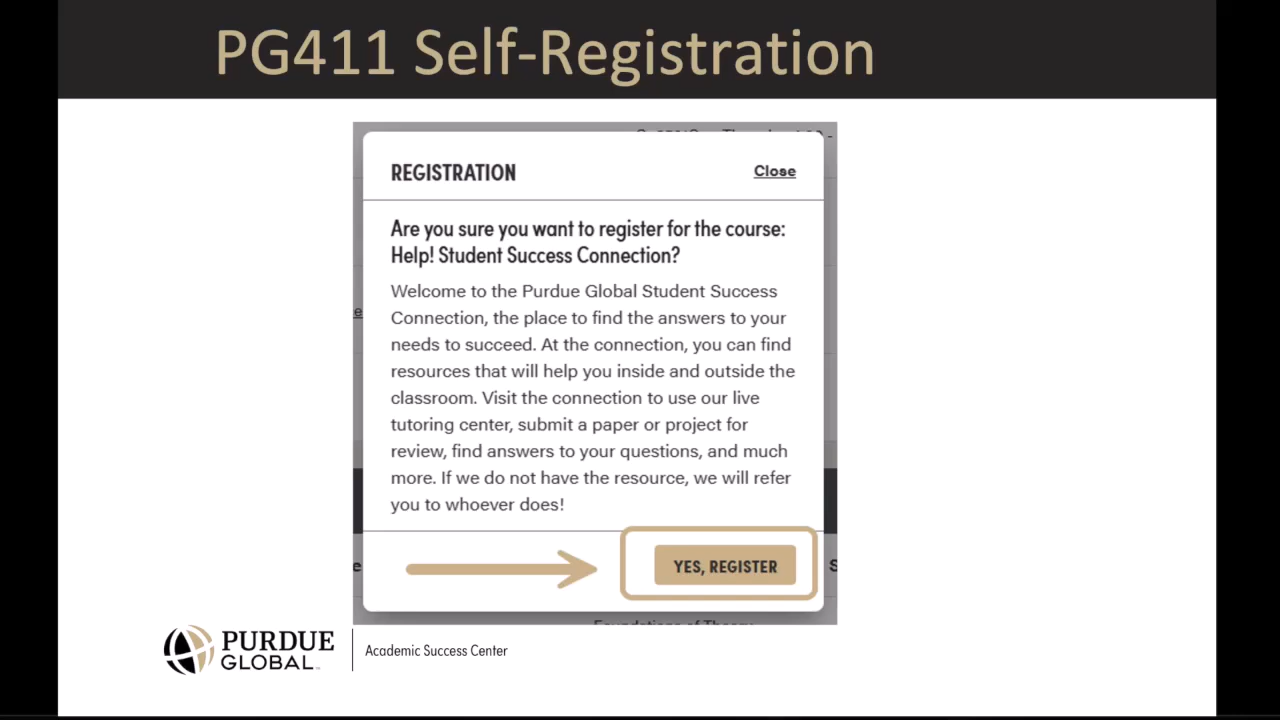 PG411 Self-Registration
REGISTRATION
Close
Are you sure you want to register for the course:
Help! Student Success Connection?
Welcome to the Purdue Global Student Success
Connection, the place to find the answers to your
needs to succeed. At the connection, you can find
resources that will help you inside and outside the
classroom. Visit the connection to use our live
tutoring center, submit a paper or project for
review, find answers to your questions, and much
more. If we do not have the resource, we will refer
you to whoever does!
YES, REGISTER
Foundations of Theory
PURDUE
GLOBAL
Academic Success Center